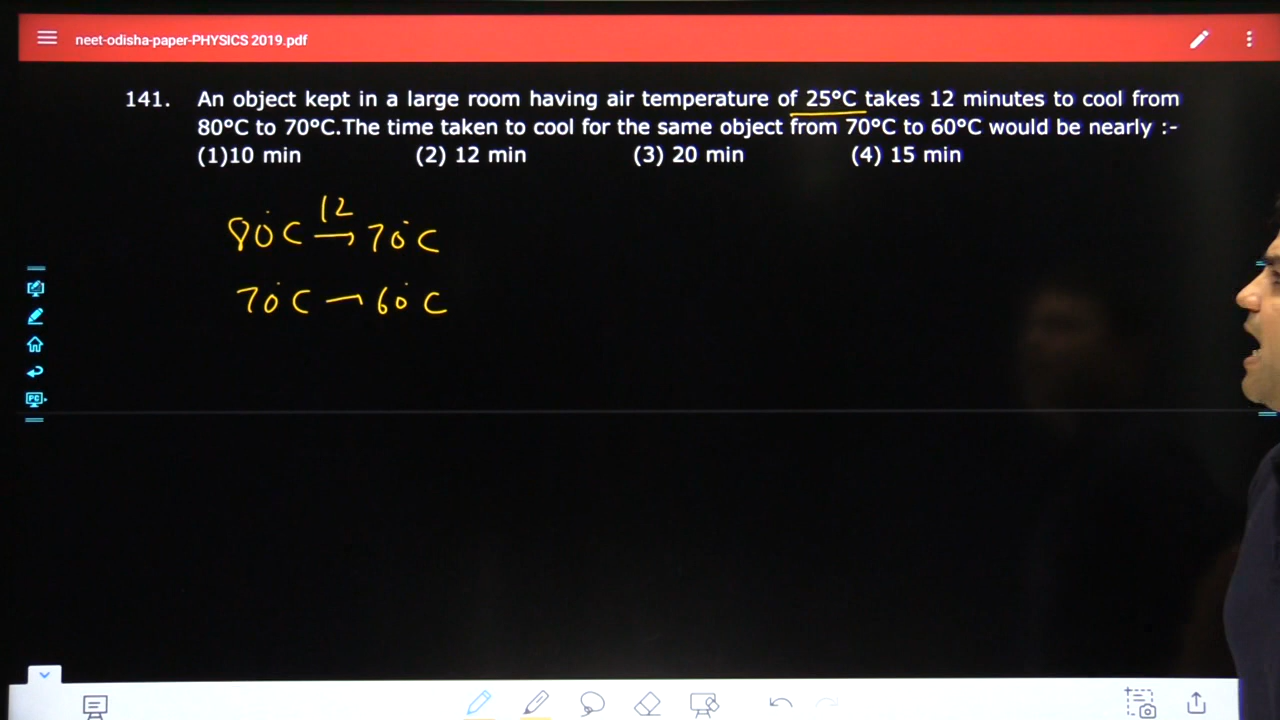 neet-odisha-paper-PHYSICS 2019.pdf
141. An object kept in a large room having air temperature of 25°C takes 12 minutes to cool from
80°C to 70°C.The time taken to cool for the same object from 70°C to 60°C would be nearly :-
(1)10 min (2) 12 min (3) 20 min (4) 15 min
12
80°C → 70°C
70°C → 60°C
PC